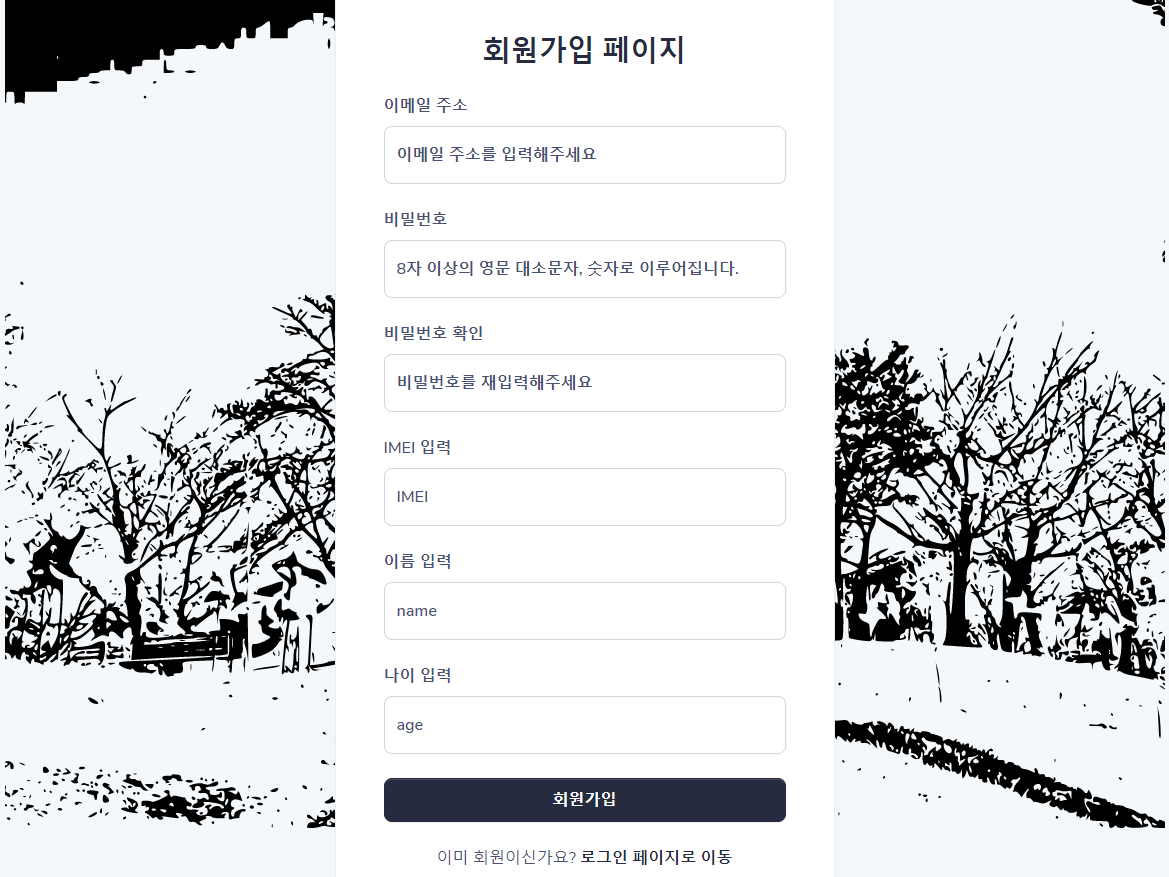 회원가입 페이지
이메일 주소
이메일 주소를 입력해주세요
비밀번호
8자 이상의 영문 대소문자, 숫자로 이루어집니다.
비밀번호 확인
비밀번호를 재입력해주세요
IMEI 입력
IMEI
이름 입력
name
나이 입력
age
회원가입
이미 회원이신가요? 로그인 페이지로 이동